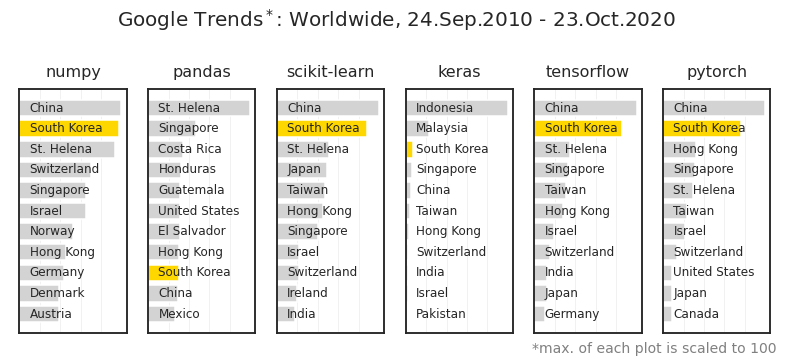 Google Trends*: Worldwide, 24.Sep.2010 - 23.Oct.2020
numpy
China
South Korea
St. Helena
Switzerland
Singapore
Israel
Norway
Hong Kong
Germany
Denmark
Austria
pandas
St. Helena
Singapore
Costa Rica
Honduras
Guatemala
United States
El Salvador
Hong Kong
South Korea
China
Mexico
scikit-learn
China
South Korea
St. Helena
Japan
Taiwan
Hong Kong
Singapore
Israel
Switzerland
Ireland
India
keras
Indonesia
Malaysia
South Korea
Singapore
China
Taiwan
Hong Kong
Switzerland
India
Israel
Pakistan
tensorflow
China
South Korea
St. Helena
Singapore
Taiwan
Hong Kong
Israel
Switzerland
India
Japan
Germany
pytorch
China
South Korea
Hong Kong
Singapore
St. Helena
Taiwan
Israel
Switzerland
United States
Japan
Canada
*max. of each plot is scaled to 100